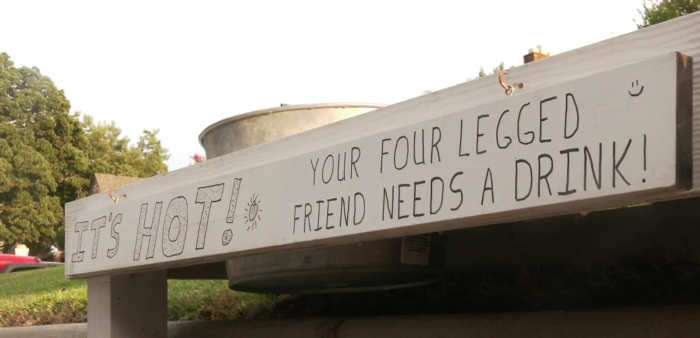 IT'S HOT!
YOUR FOUR LEGGED
FRIEND NEEDS A DRINK!